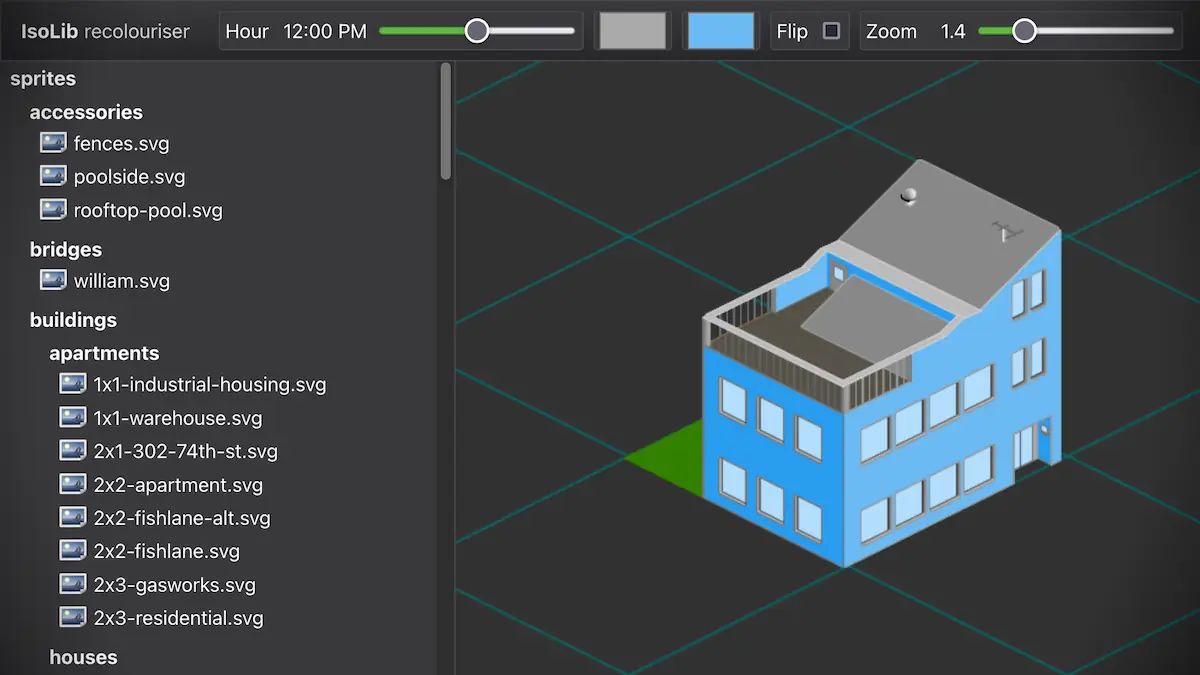 IsoLib recolouriser Hour 12:00 PM Flip Zoom 1.4
sprites
accessories
fences.svg
poolside.svg
rooftop-pool.svg
bridges
william.svg
buildings
apartments
1x1-industrial-housing.svg
1x1-warehouse.svg
2x1-302-74th-st.svg
2x2-apartment.svg
2x2-fishlane-alt.svg
2x2-fishlane.svg
2x3-gasworks.svg
2x3-residential.svg
houses